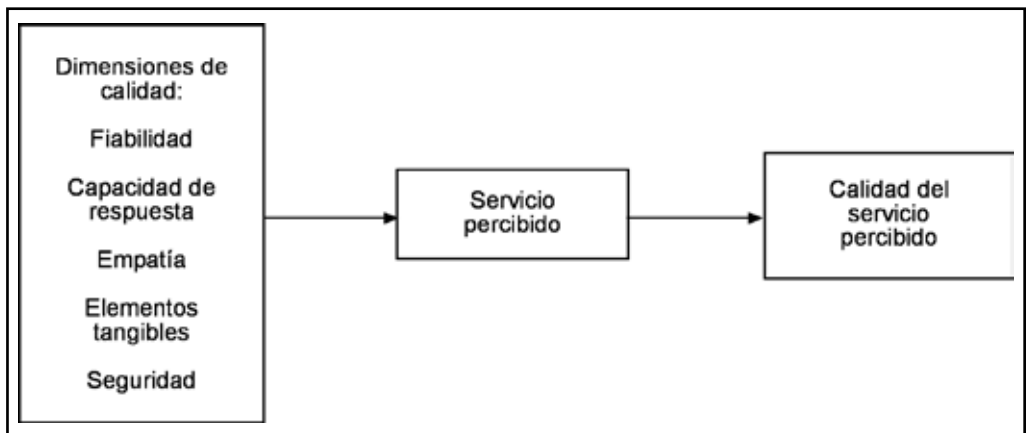 Dimensiones de
calidad:
Fiabilidad
Capacidad de
respuesta
Empatía
Elementos
tangibles
Seguridad
Servicio
percibido
Calidad del
servicio
percibido